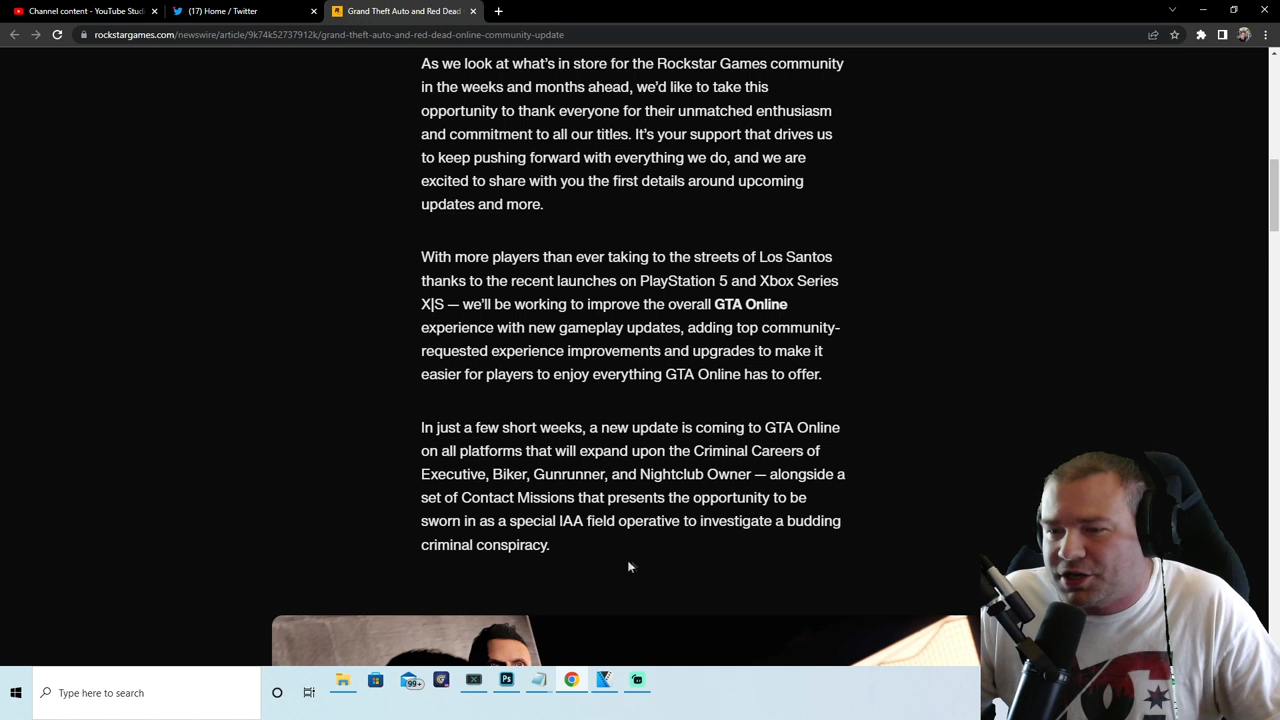 Channel content - YouTube Studi
(17) Home / Twitter
Grand Theft Auto and Red Dead
rockstargames.com/newswire/article/9k74k52737912k/grand-theft-auto-and-red-dead-online-community-update
As we look at what’s in store for the Rockstar Games community
in the weeks and months ahead, we’d like to take this
opportunity to thank everyone for their unmatched enthusiasm
and commitment to all our titles. It’s your support that drives us
to keep pushing forward with everything we do, and we are
excited to share with you the first details around upcoming
updates and more.
With more players than ever taking to the streets of Los Santos
thanks to the recent launches on PlayStation 5 and Xbox Series
X|S — we’ll be working to improve the overall GTA Online
experience with new gameplay updates, adding top community-
requested experience improvements and upgrades to make it
easier for players to enjoy everything GTA Online has to offer.
In just a few short weeks, a new update is coming to GTA Online
on all platforms that will expand upon the Criminal Careers of
Executive, Biker, Gunrunner, and Nightclub Owner — alongside a
set of Contact Missions that presents the opportunity to be
sworn in as a special IAA field operative to investigate a budding
criminal conspiracy.
Type here to search
99+
Ps